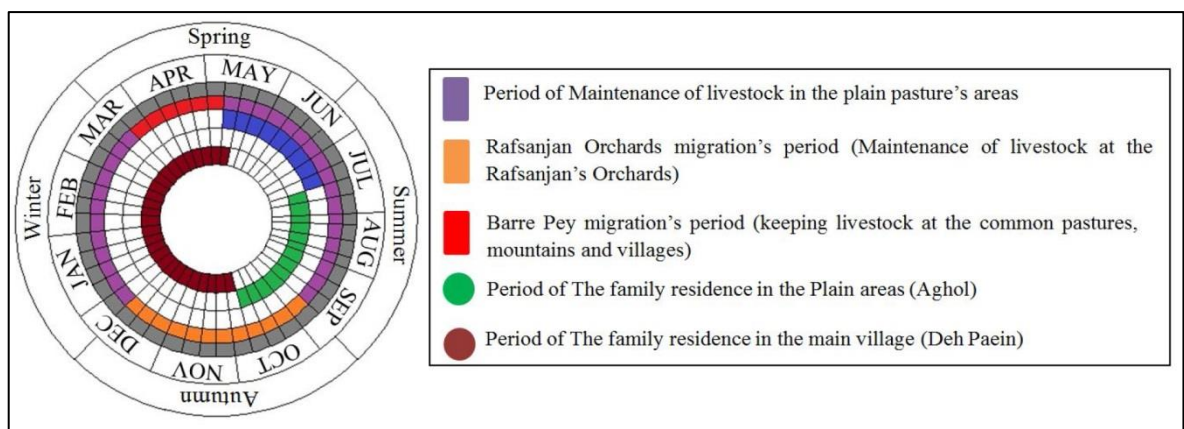 Spring
APR
MAY
MAR
JUN
FEB
JUL
Winter
Summer
JAN
AUG
DEC
SEP
NOV
OCT
Autumn
Period of Maintenance of livestock in the plain pasture's areas
Rafsanjan Orchards migration's period (Maintenance of livestock at the
Rafsanjan's Orchards)
Barre Pey migration's period (keeping livestock at the common pastures,
mountains and villages)
Period of The family residence in the Plain areas (Aghol)
Period of The family residence in the main village (Deh Paein)